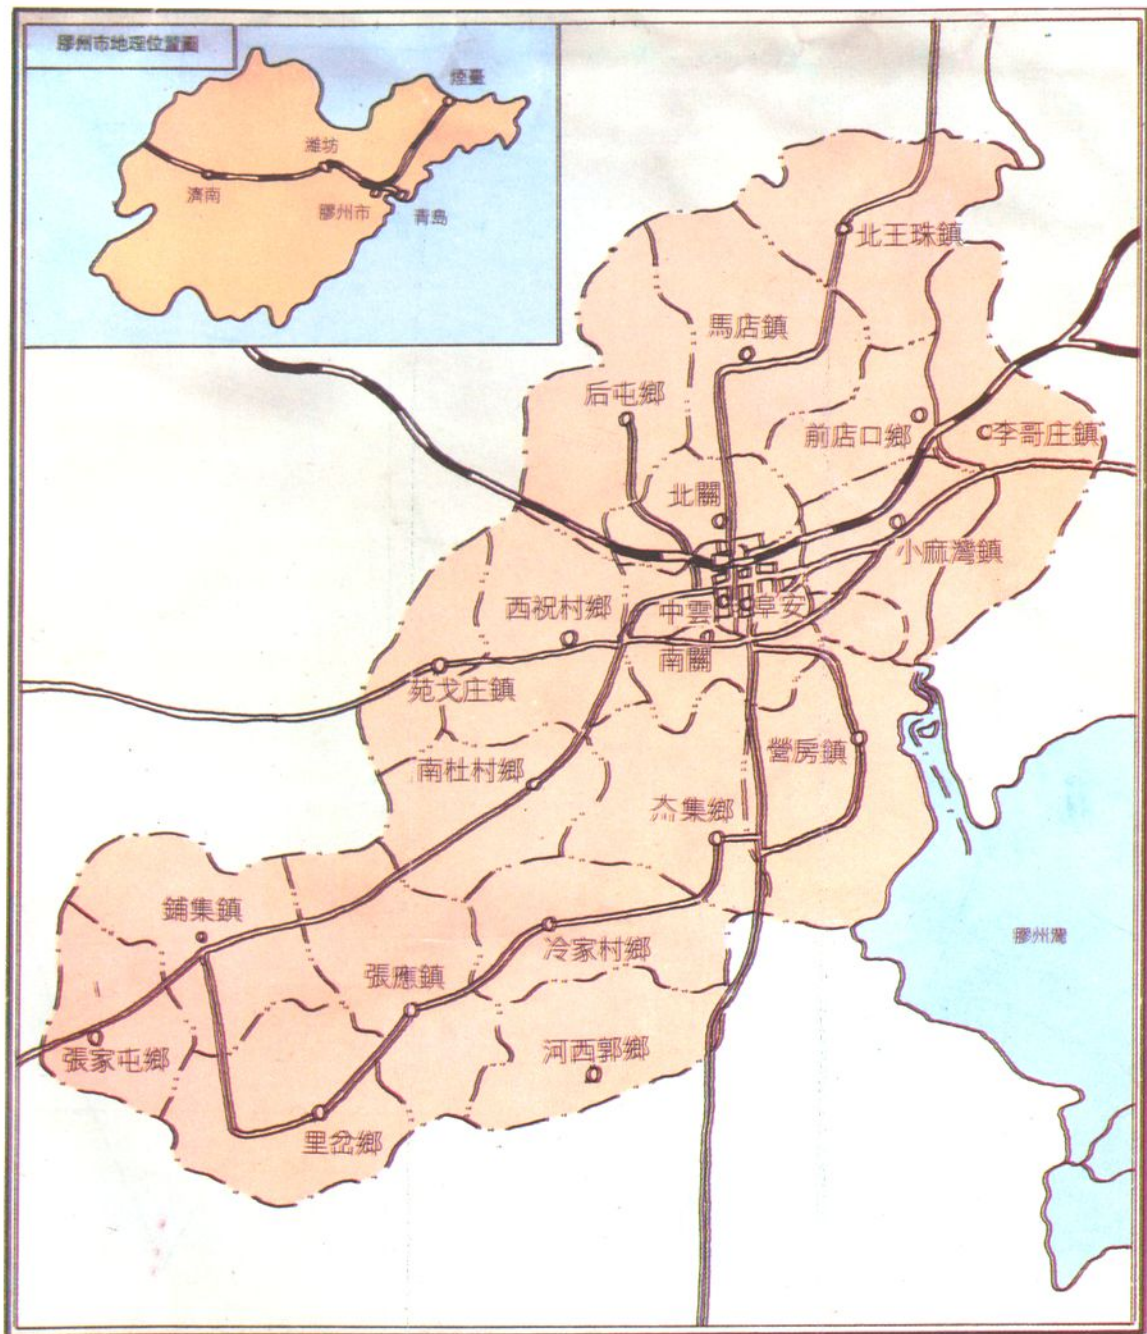 膠州市地理位置圖
煙臺
濰坊
濟南
膠州市
青島
北王珠鎮
馬店鎮
后屯鄉
前店口鄉
李哥庄鎮
北關
小麻灣鎮
西祝村鄉
中雲
阜安
南關
苑戈庄鎮
營房鎮
南杜村鄉
杰集鄉
鋪集鎮
冷家村鄉
膠州灣
張應鎮
張家屯鄉
河西郭鄉
里岔鄉